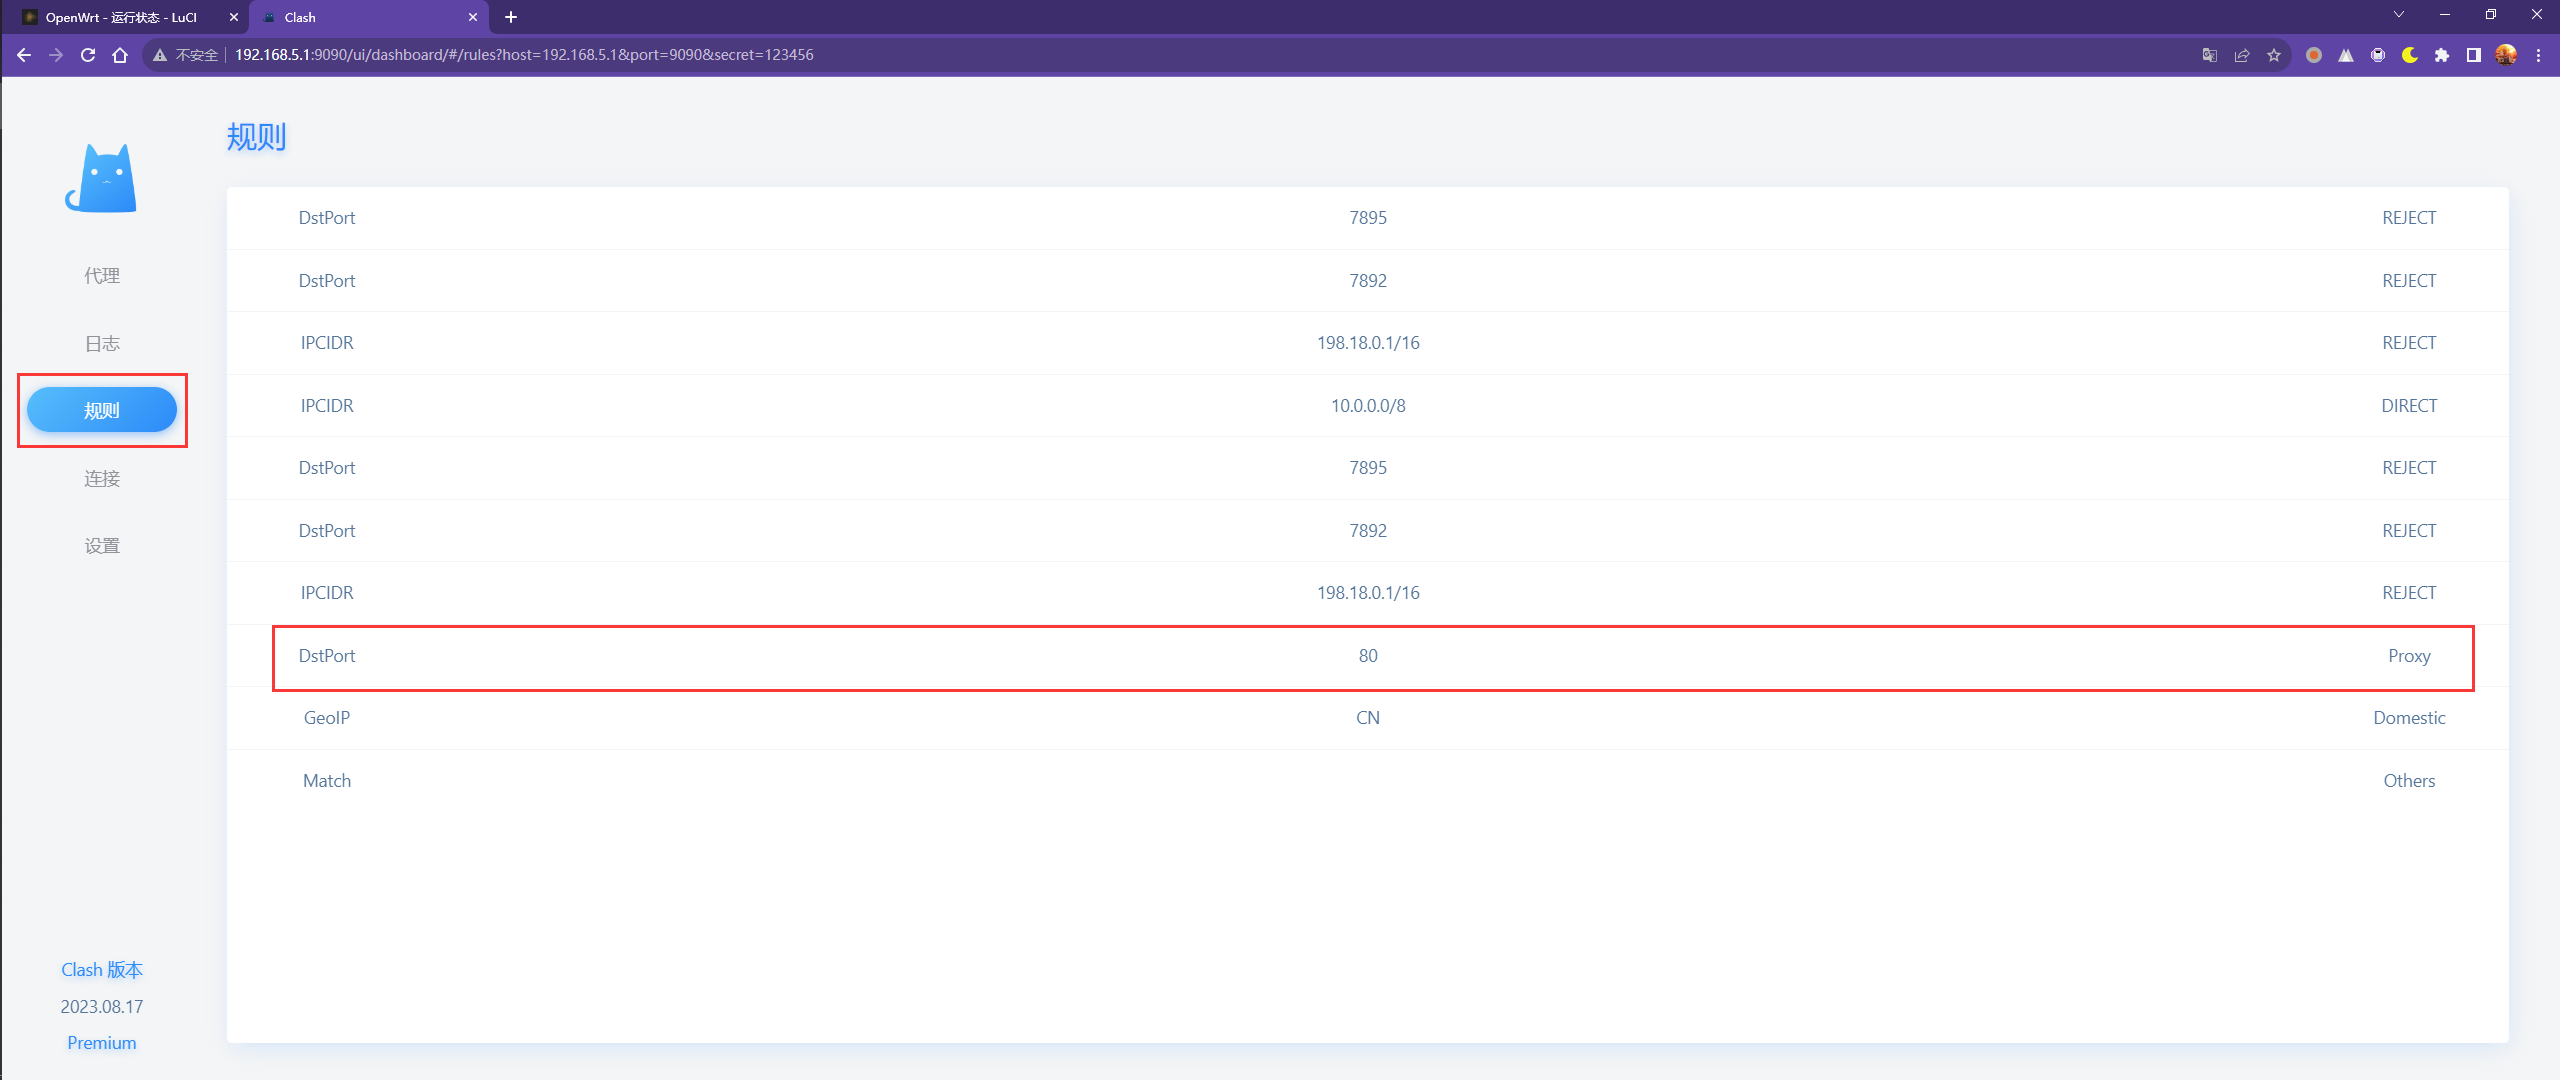 OpenWrt - 运行状态 - LuCI
Clash
不安全
192.168.5.1:9090/ui/dashboard/#/rules?host=192.168.5.1&port=9090&secret=123456
规则
代理
日志
规则
连接
设置
DstPort 7895 REJECT
DstPort 7892 REJECT
IPCIDR 198.18.0.1/16 REJECT
IPCIDR 10.0.0.0/8 DIRECT
DstPort 7895 REJECT
DstPort 7892 REJECT
IPCIDR 198.18.0.1/16 REJECT
DstPort 80 Proxy
GeoIP CN Domestic
Match Others
Clash 版本
2023.08.17
Premium